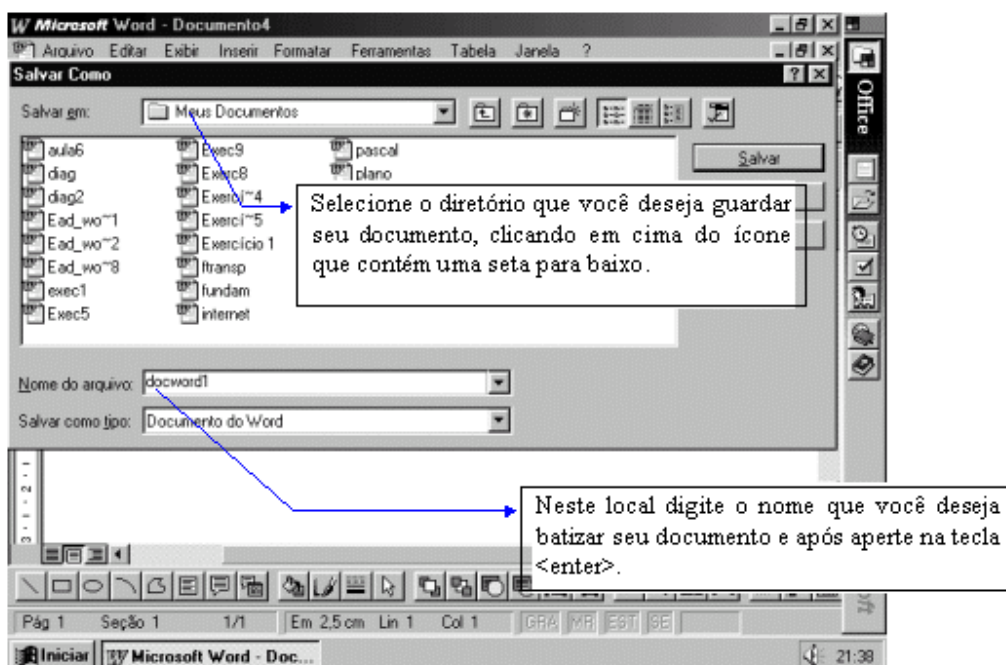 Microsoft Word - Documento4
Arquivo Editar Exibir Inserir Formatar Ferramentas Tabela Janela ?
Salvar Como
Office
Salvar em: Meus Documentos
aula6 Exec9 pascal
diag Exerc8 plano
diag2 Exercí~4
Ead_wo~1 Exercí~5
Ead_wo~2 Exercício 1
Ead_wo~8 ftransp
exec1 fundam
Exec5 internet
Salvar
Selecione o diretório que você deseja guardar
seu documento, clicando em cima do ícone
que contém uma seta para baixo.
Nome do arquivo: docword1
Salvar como tipo: Documento do Word
Neste local digite o nome que você deseja
batizar seu documento e após aperte na tecla
<enter>.
Pág 1 Seção 1 1/1 Em 2,5 cm Lin 1 Col 1 GRA MR EST SE
Iniciar Microsoft Word - Doc... 21:38